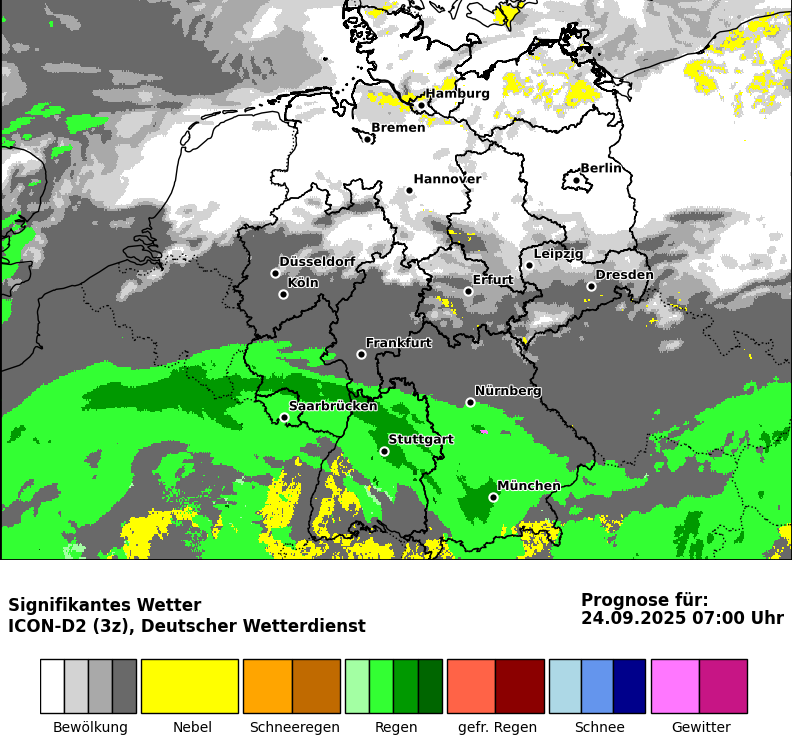 Hamburg
Bremen
Berlin
Hannover
Leipzig
Düsseldorf
Dresden
Erfurt
Köln
Frankfurt
Nürnberg
Saarbrücken
Stuttgart
München
Signifikantes Wetter
ICON-D2 (3z), Deutscher Wetterdienst
Prognose für:
24.09.2025 07:00 Uhr
Bewölkung Nebel Schneeregen Regen gefr. Regen Schnee Gewitter